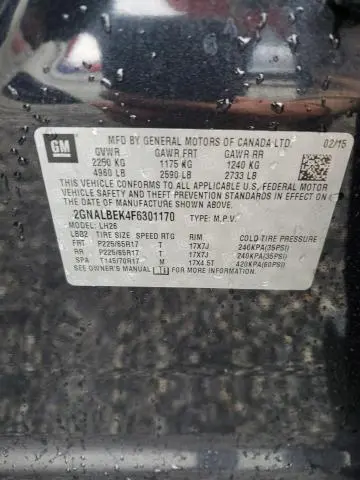 GM
MFD BY GENERAL MOTORS OF CANADA LTD. 02/15
GVWR GAWR FRT GAWR RR
2250 KG 1175 KG 1240 KG
4960 LB 2590 LB 2733 LB
THIS VEHICLE CONFORMS TO ALL APPLICABLE U.S. FEDERAL MOTOR
VEHICLE SAFETY AND THEFT PREVENTION STANDARDS IN EFFECT ON
THE DATE OF MANUFACTURE SHOWN ABOVE.
2GNALBEK4F6301170 TYPE: M.P.V.
MODEL: LH26
LBB2 TIRE SIZE SPEED RTG RIM COLD TIRE PRESSURE
FRT P225/65R17 T 17X7J 240KPA(35PSI)
RR P225/65R17 T 17X7J 240KPA(35PSI)
SPA T145/70R17 M 17X4.5T 420KPA(60PSI)
SEE OWNER'S MANUAL FOR ADDITIONAL INFORMATION.